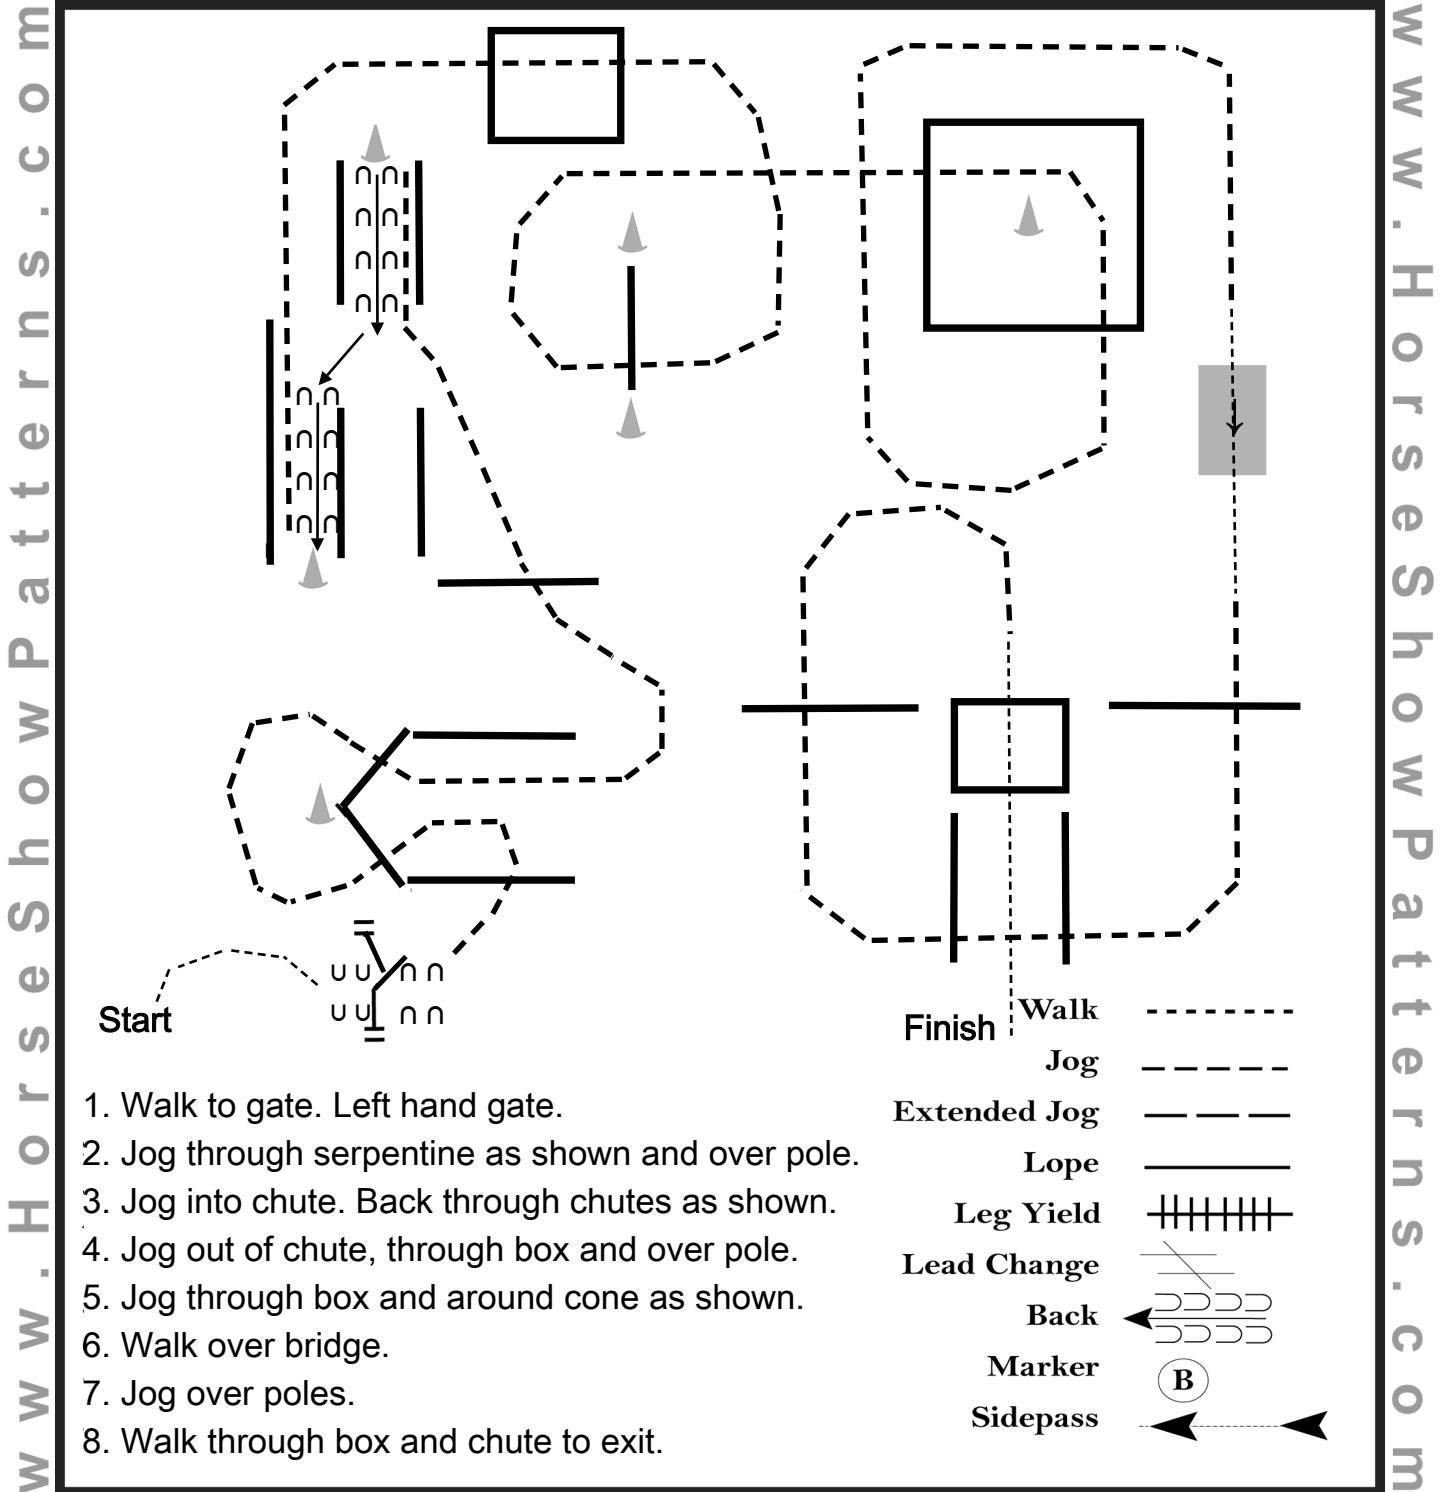 www.HorseShowPatterns.com
www.HorseShowPatterns.com
Start
Finish
Walk
Jog
Extended Jog
Lope
Leg Yield
Lead Change
Back
Marker
B
Sidepass
1. Walk to gate. Left hand gate.
2. Jog through serpentine as shown and over pole.
3. Jog into chute. Back through chutes as shown.
4. Jog out of chute, through box and over pole.
5. Jog through box and around cone as shown.
6. Walk over bridge.
7. Jog over poles.
8. Walk through box and chute to exit.